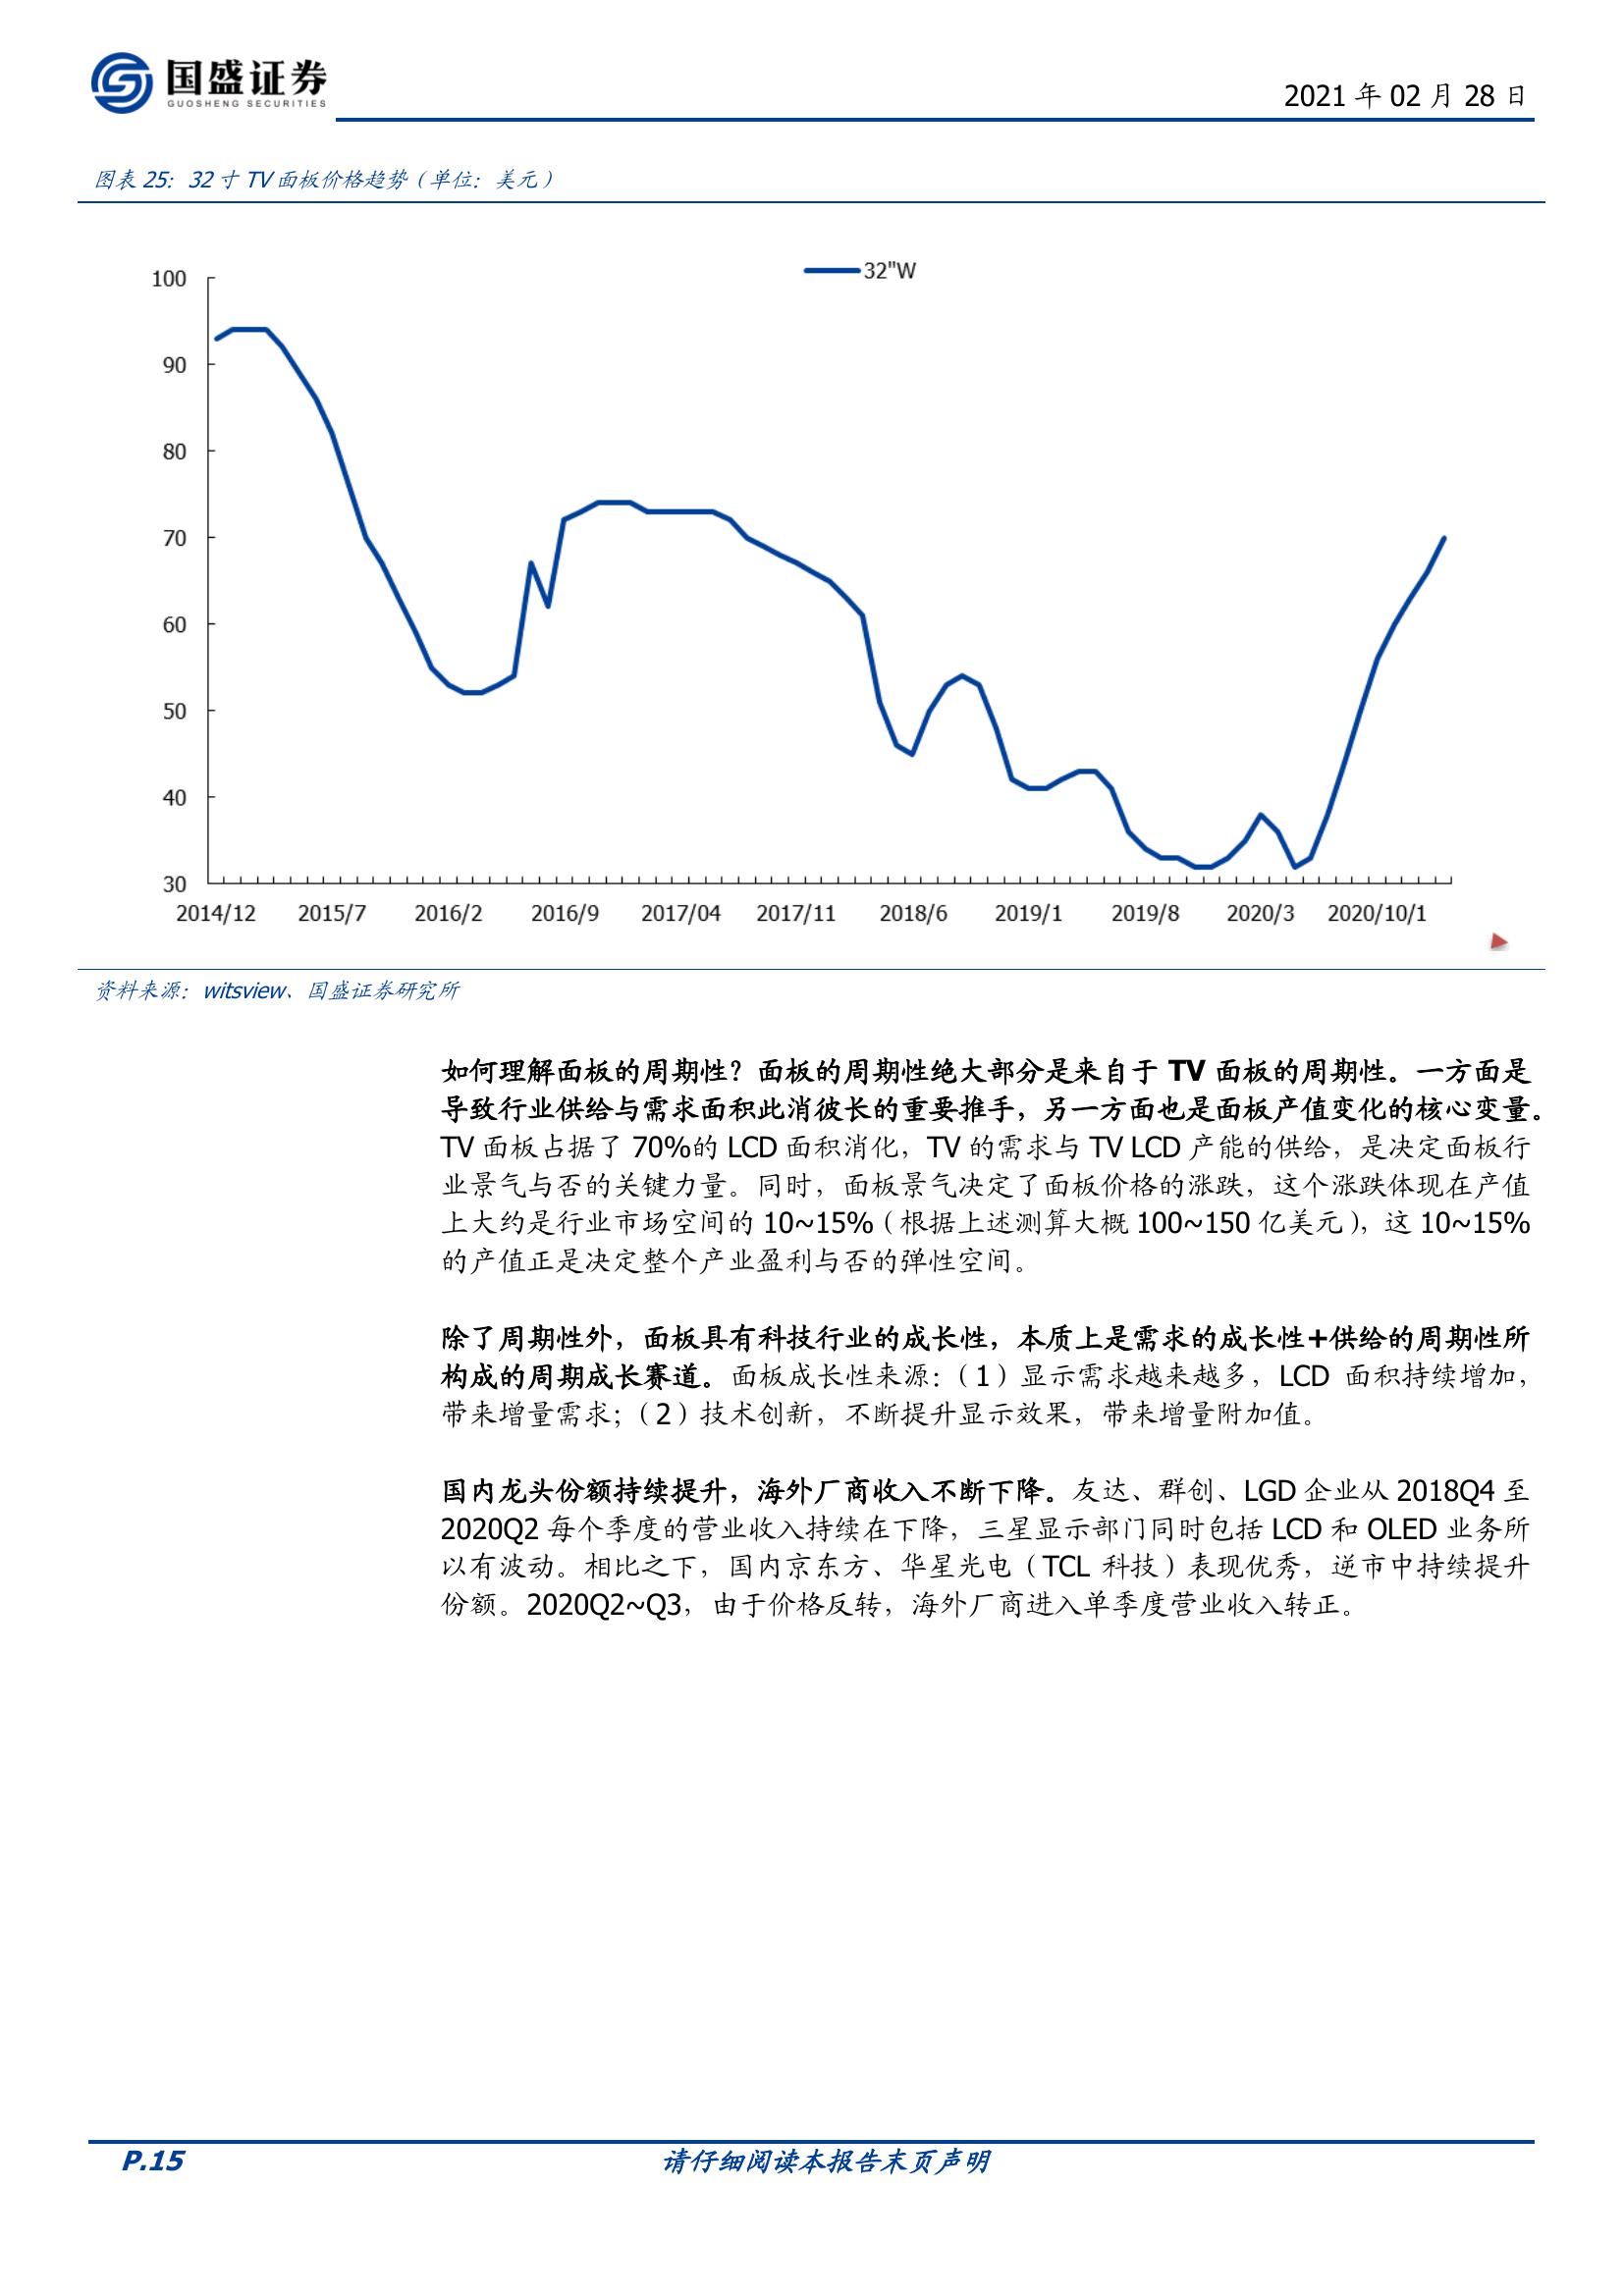 国盛证券
GUOSHENG SECURITIES
2021 年 02 月 28 日
图表 25：32 寸 TV 面板价格趋势（单位：美元）
32"W
100
90
80
70
60
50
40
30
2014/12 2015/7 2016/2 2016/9 2017/04 2017/11 2018/6 2019/1 2019/8 2020/3 2020/10/1
资料来源：witsview、国盛证券研究所
如何理解面板的周期性？面板的周期性绝大部分是来自于 TV 面板的周期性。一方面是
导致行业供给与需求面积此消彼长的重要推手，另一方面也是面板产值变化的核心变量。
TV 面板占据了 70%的 LCD 面积消化，TV 的需求与 TV LCD 产能的供给，是决定面板行
业景气与否的关键力量。同时，面板景气决定了面板价格的涨跌，这个涨跌体现在产值
上大约是行业市场空间的 10~15%（根据上述测算大概 100~150 亿美元），这 10~15%
的产值正是决定整个产业盈利与否的弹性空间。
除了周期性外，面板具有科技行业的成长性，本质上是需求的成长性+供给的周期性所
构成的周期成长赛道。面板成长性来源：（1）显示需求越来越多，LCD 面积持续增加，
带来增量需求；（2）技术创新，不断提升显示效果，带来增量附加值。
国内龙头份额持续提升，海外厂商收入不断下降。友达、群创、LGD 企业从 2018Q4 至
2020Q2 每个季度的营业收入持续在下降，三星显示部门同时包括 LCD 和 OLED 业务所
以有波动。相比之下，国内京东方、华星光电（TCL 科技）表现优秀，逆市中持续提升
份额。2020Q2~Q3，由于价格反转，海外厂商进入单季度营业收入转正。
P.15 请仔细阅读本报告末页声明